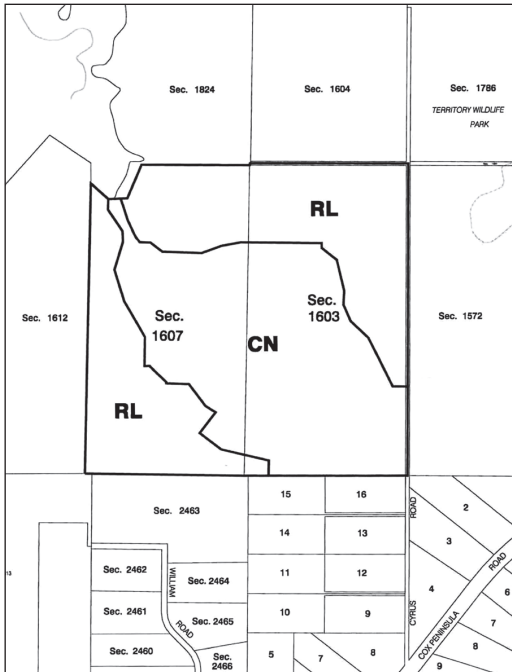 Sec. 1824
Sec. 1604
Sec. 1786
TERRITORY WILDLIFE
PARK
RL
Sec. 1612
Sec.
1607
Sec.
1603
Sec. 1572
CN
RL
Sec. 2463
15
16
ROAD
2
14
13
3
ROAD
13
Sec. 2462
WILLIAM
Sec. 2464
11
12
4
6
Sec. 2461
Sec. 2465
10
9
CYRUS
COX PENINSULA
7
ROAD
Sec. 2460
Sec.
2466
5
7
8
8
9